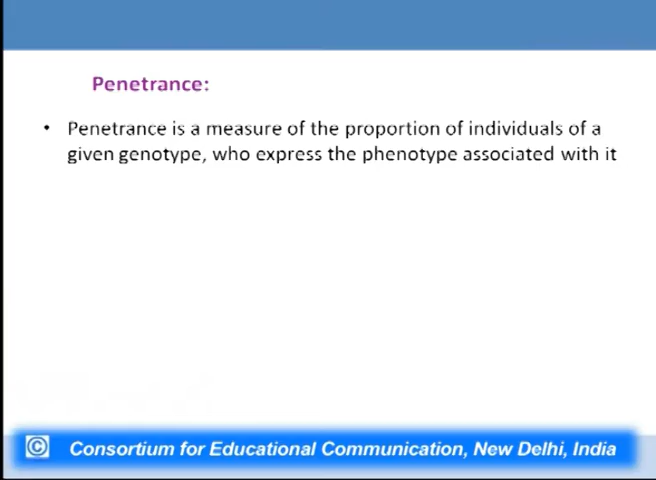 Penetrance:
• Penetrance is a measure of the proportion of individuals of a
given genotype, who express the phenotype associated with it
© Consortium for Educational Communication, New Delhi, India